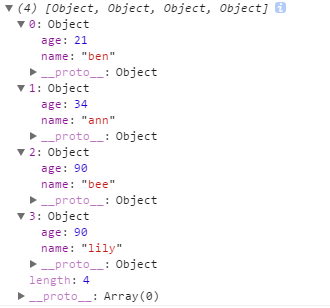 ▼ (4) [Object, Object, Object, Object] i
▼ 0: Object
age: 21
name: "ben"
▶ __proto__: Object
▼ 1: Object
age: 34
name: "ann"
▶ __proto__: Object
▼ 2: Object
age: 90
name: "bee"
▶ __proto__: Object
▼ 3: Object
age: 90
name: "lily"
▶ __proto__: Object
length: 4
▶ __proto__: Array(0)